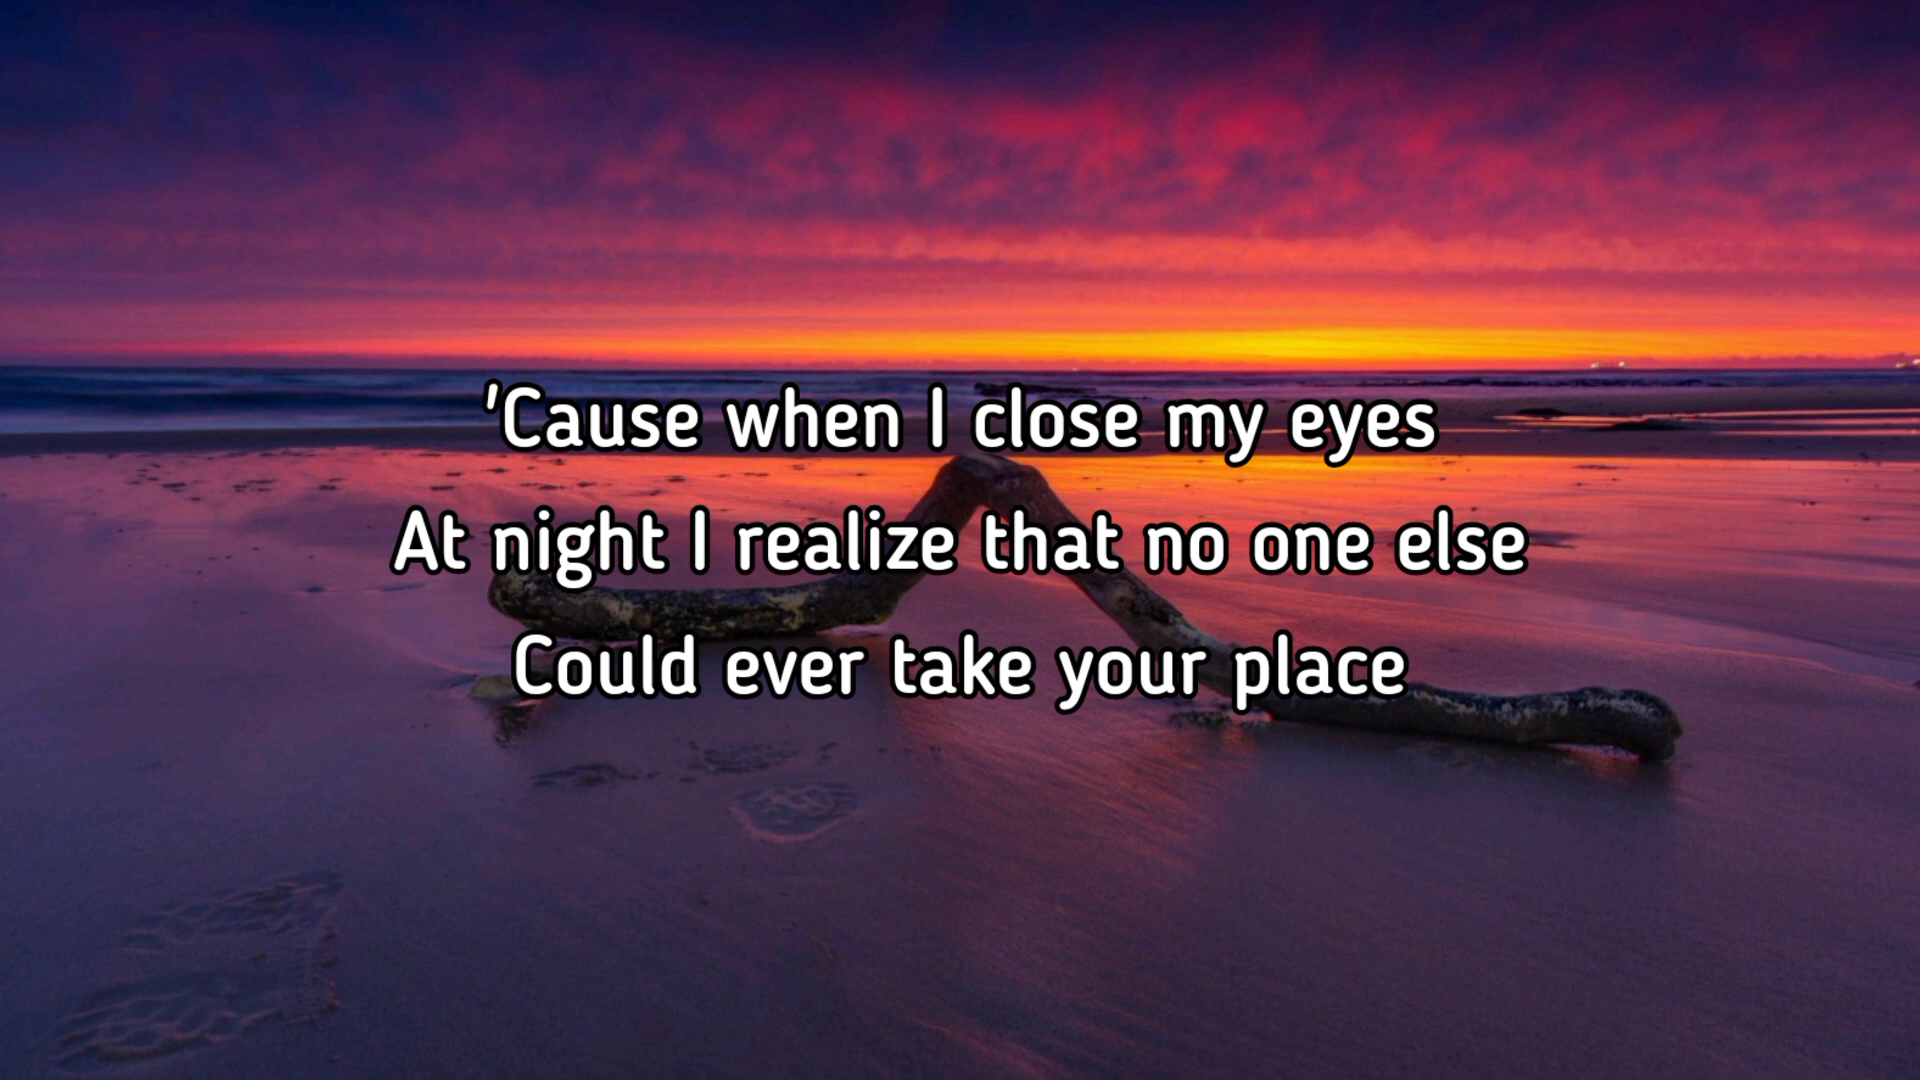 'Cause when I close my eyes
At night I realize that no one else
Could ever take your place